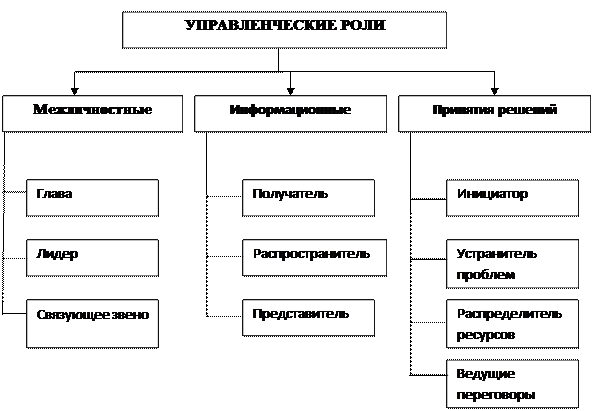 УПРАВЛЕНЧЕСКИЕ РОЛИ
Межличностные
Информационные
Принятия решений
Глава
Лидер
Связующее звено
Получатель
Распространитель
Представитель
Инициатор
Устранитель
проблем
Распределитель
ресурсов
Ведущие
переговоры